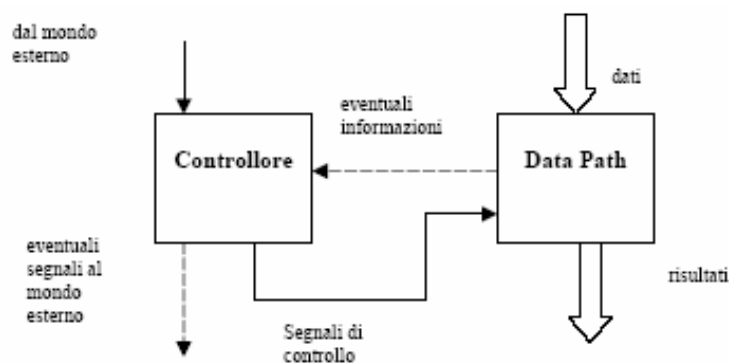 dal mondo
esterno
dati
eventuali
informazioni
Controllore
Data Path
eventuali
segnali al
mondo
esterno
risultati
Segnali di
controllo